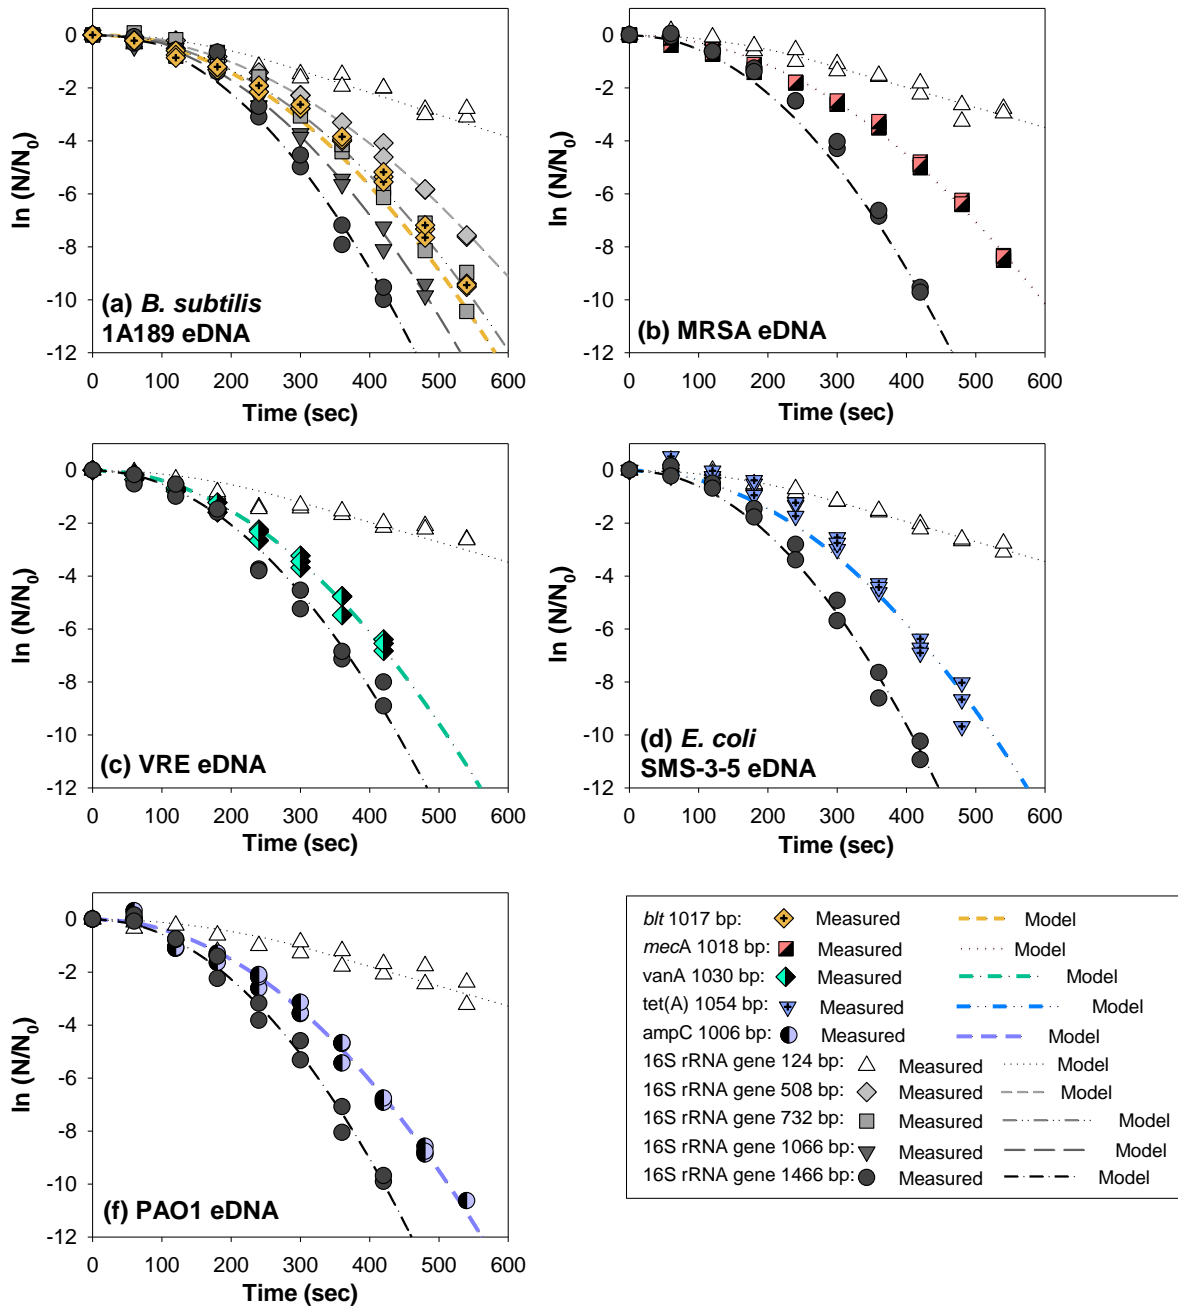 0
-2
-4
-6
-8
-10
-12
ln (N/N0)
(a) B. subtilis
1A189 eDNA
0 100 200 300 400 500 600
Time (sec)
0
-2
-4
-6
-8
-10
-12
ln (N/N0)
(b) MRSA eDNA
0 100 200 300 400 500 600
Time (sec)
0
-2
-4
-6
-8
-10
-12
ln (N/N0)
(c) VRE eDNA
0 100 200 300 400 500 600
Time (sec)
0
-2
-4
-6
-8
-10
-12
ln (N/N0)
(d) E. coli
SMS-3-5 eDNA
0 100 200 300 400 500 600
Time (sec)
0
-2
-4
-6
-8
-10
-12
ln (N/N0)
(f) PAO1 eDNA
0 100 200 300 400 500 600
Time (sec)
blt 1017 bp: Measured Model
mecA 1018 bp: Measured Model
vanA 1030 bp: Measured Model
tet(A) 1054 bp: Measured Model
ampC 1006 bp: Measured Model
16S rRNA gene 124 bp: Measured Model
16S rRNA gene 508 bp: Measured Model
16S rRNA gene 732 bp: Measured Model
16S rRNA gene 1066 bp: Measured Model
16S rRNA gene 1466 bp: Measured Model